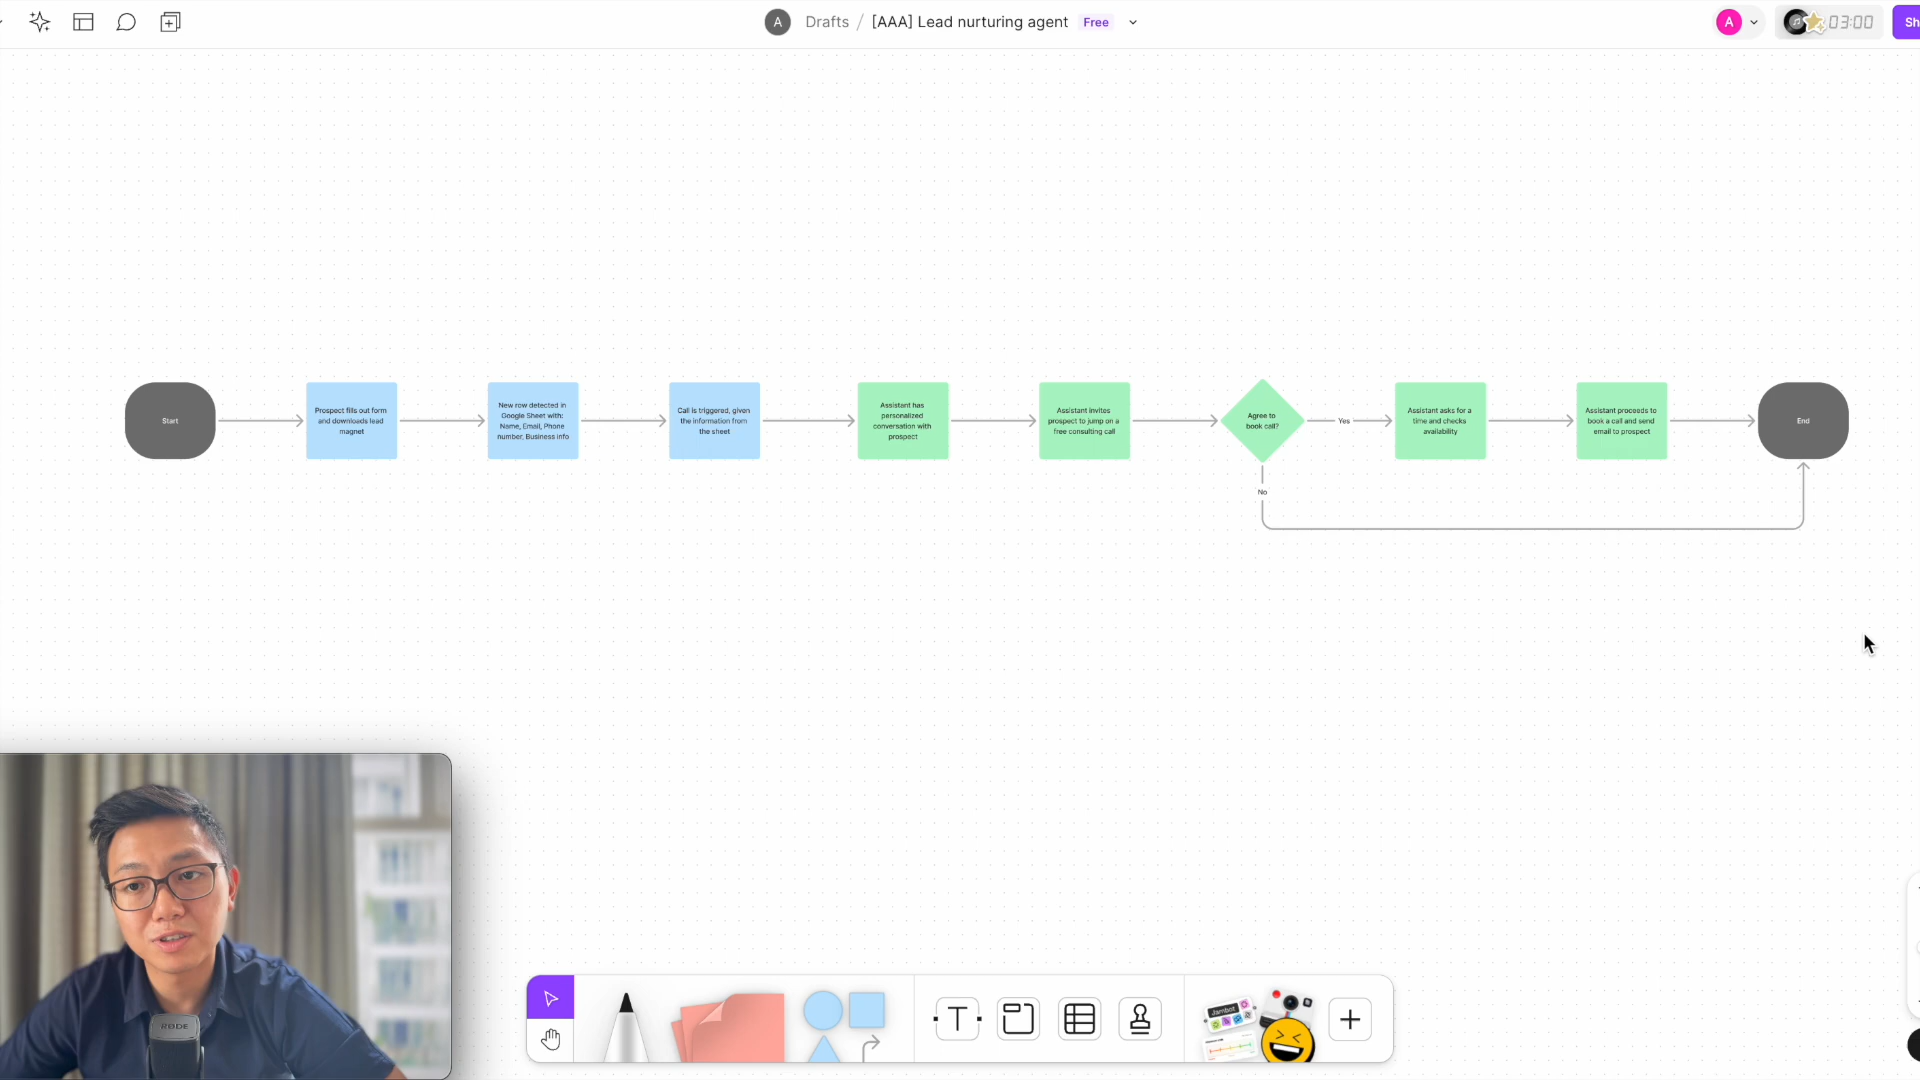 A Drafts / [AAA] Lead nurturing agent Free
A
03:00
Sh
Start
Prospect fills out form
and downloads lead
magnet
New row detected in
Google Sheet with:
Name, Email, Phone
number, Business info
Call is triggered, given
the information from
the sheet
Assistant has
personalized
conversation with
prospect
Assistant invites
prospect to jump on a
free consulting call
Agree to
book call?
Yes
Assistant asks for a
time and checks
availability
Assistant proceeds to
book a call and send
email to prospect
End
No
RØDE
T
Jambot